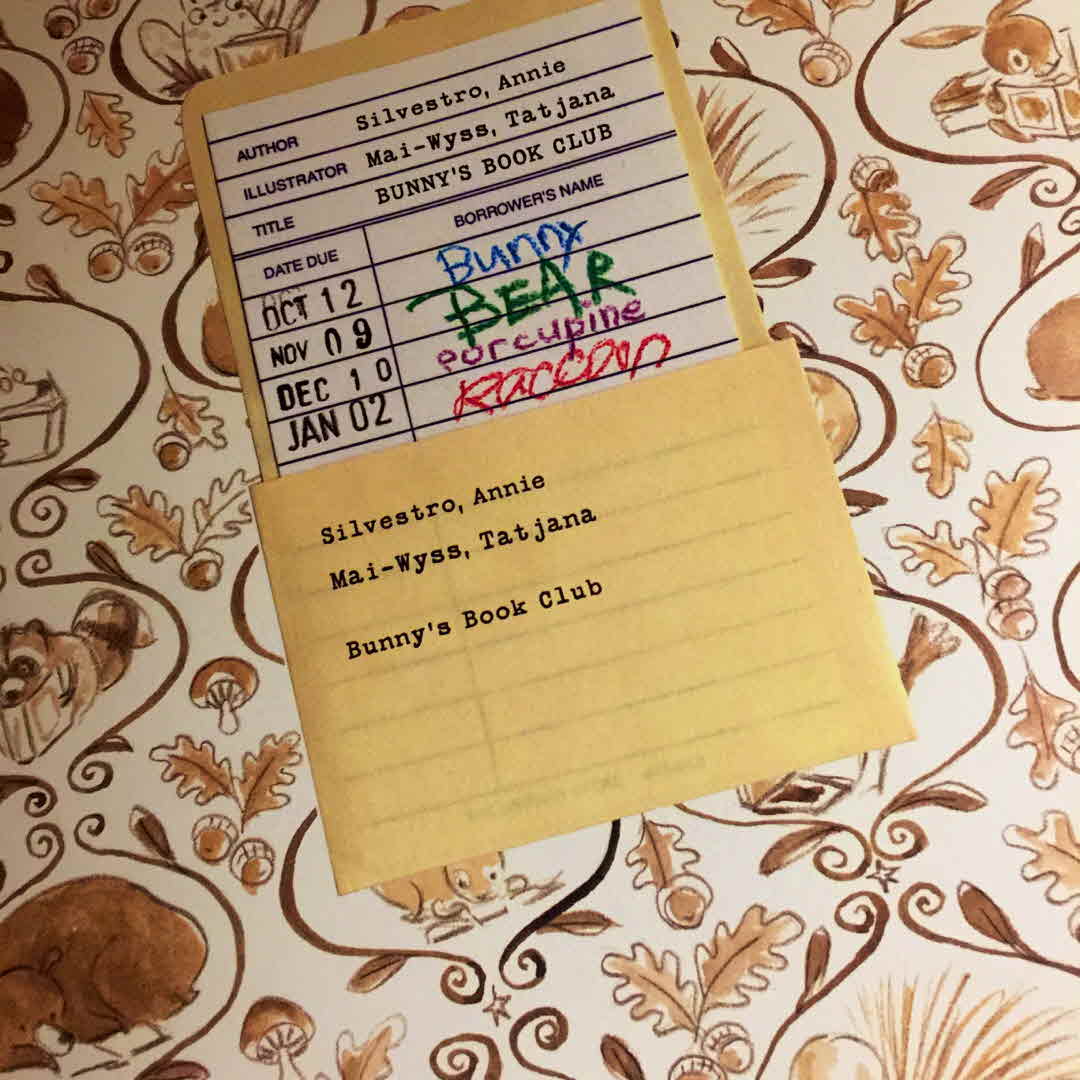 AUTHOR Silvestro, Annie
ILLUSTRATOR Mai-Wyss, Tatjana
TITLE BUNNY'S BOOK CLUB
DATE DUE BORROWER'S NAME
OCT 12 Bunny
NOV 09 BEAR
DEC 10 porcupine
JAN 02 RACCOON
Silvestro, Annie
Mai-Wyss, Tatjana
Bunny's Book Club